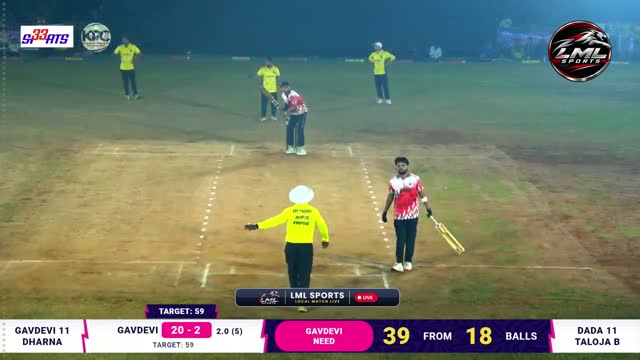 33
SPORTS
KPC
LML
SPORTS
LML SPORTS
LOCAL MATCH LIVE
LIVE
TARGET: 59
GAVDEVI 11
DHARNA
GAVDEVI 20 - 2 2.0 (5)
TARGET: 59
GAVDEVI
NEED
39 FROM 18 BALLS
DADA 11
TALOJA B